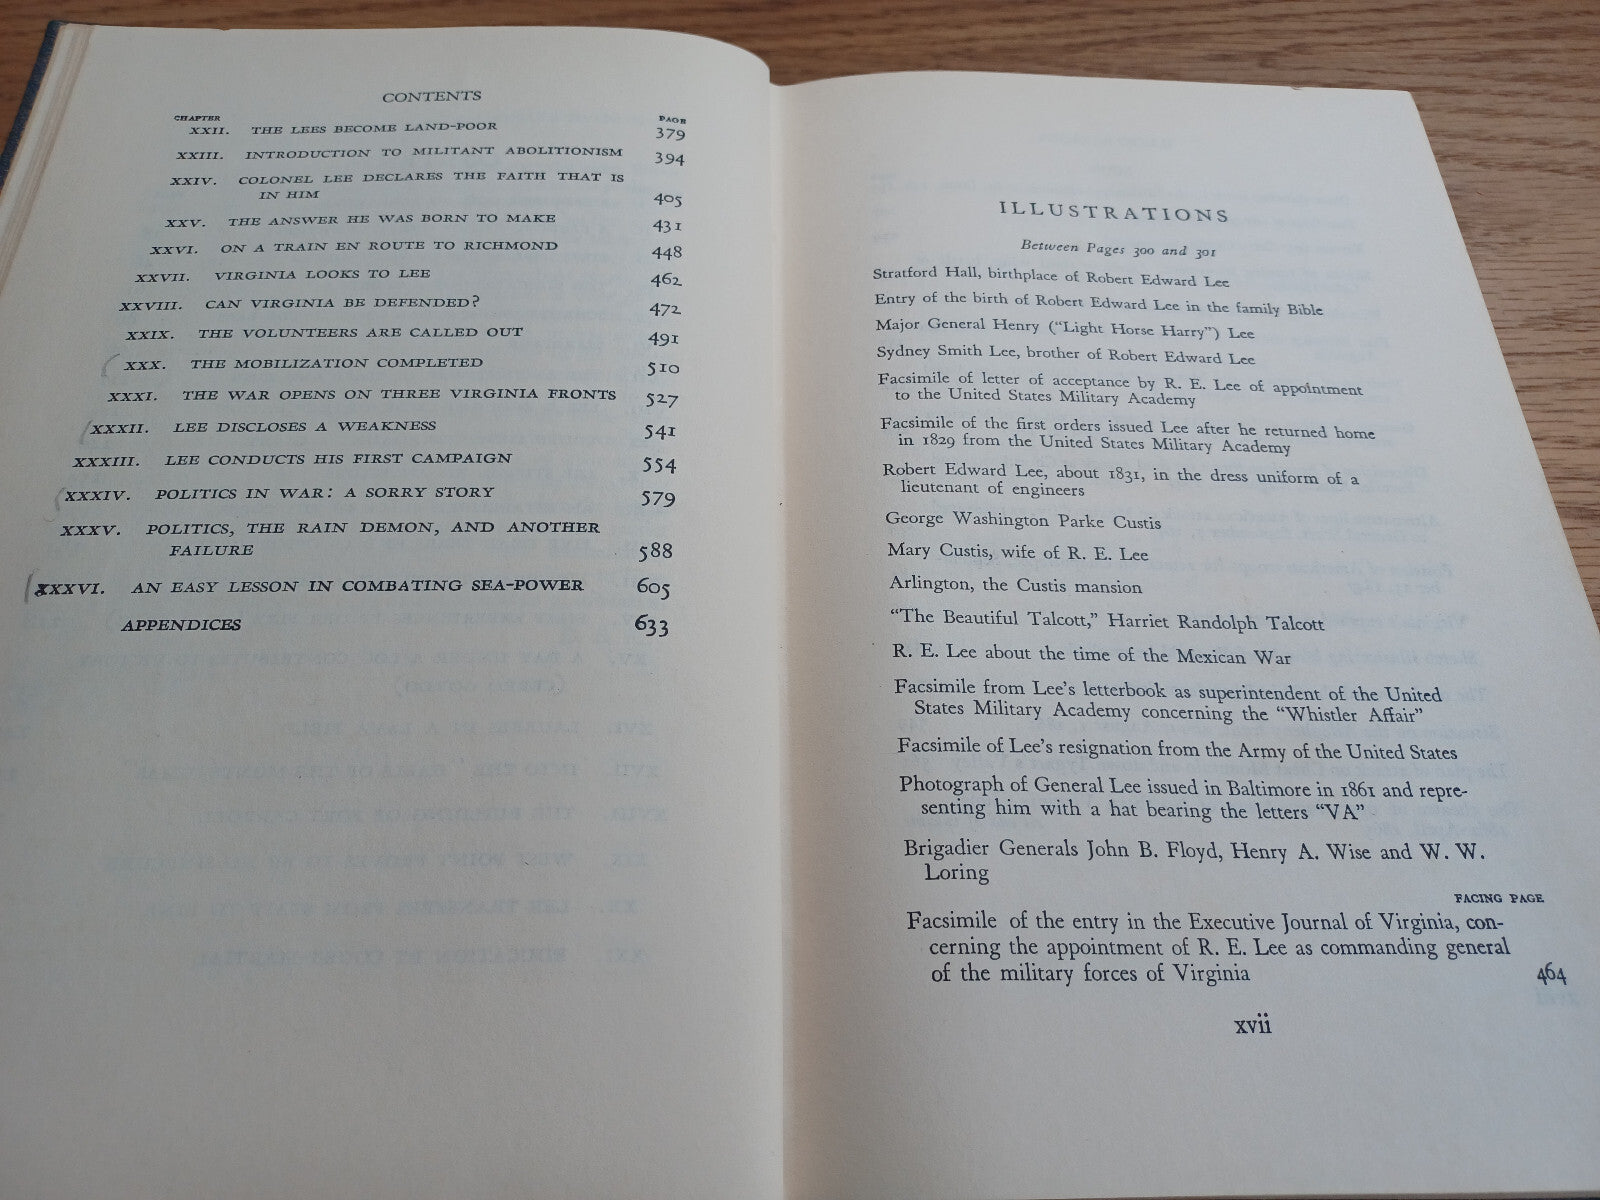 CONTENTS
CHAPTER PAGE
XXII. THE LEES BECOME LAND-POOR 379
XXIII. INTRODUCTION TO MILITANT ABOLITIONISM 394
XXIV. COLONEL LEE DECLARES THE FAITH THAT IS
IN HIM 405
XXV. THE ANSWER HE WAS BORN TO MAKE 431
XXVI. ON A TRAIN EN ROUTE TO RICHMOND 448
XXVII. VIRGINIA LOOKS TO LEE 462
XXVIII. CAN VIRGINIA BE DEFENDED? 472
XXIX. THE VOLUNTEERS ARE CALLED OUT 491
XXX. THE MOBILIZATION COMPLETED 510
XXXI. THE WAR OPENS ON THREE VIRGINIA FRONTS 527
XXXII. LEE DISCLOSES A WEAKNESS 541
XXXIII. LEE CONDUCTS HIS FIRST CAMPAIGN 554
XXXIV. POLITICS IN WAR: A SORRY STORY 579
XXXV. POLITICS, THE RAIN DEMON, AND ANOTHER
FAILURE 588
XXXVI. AN EASY LESSON IN COMBATING SEA-POWER 605
APPENDICES 633
ILLUSTRATIONS
Between Pages 300 and 301
Stratford Hall, birthplace of Robert Edward Lee
Entry of the birth of Robert Edward Lee in the family Bible
Major General Henry ("Light Horse Harry") Lee
Sydney Smith Lee, brother of Robert Edward Lee
Facsimile of letter of acceptance by R. E. Lee of appointment
to the United States Military Academy
Facsimile of the first orders issued Lee after he returned home
in 1829 from the United States Military Academy
Robert Edward Lee, about 1831, in the dress uniform of a
lieutenant of engineers
George Washington Parke Custis
Mary Custis, wife of R. E. Lee
Arlington, the Custis mansion
"The Beautiful Talcott," Harriet Randolph Talcott
R. E. Lee about the time of the Mexican War
Facsimile from Lee's letterbook as superintendent of the United
States Military Academy concerning the "Whistler Affair"
Facsimile of Lee's resignation from the Army of the United States
Photograph of General Lee issued in Baltimore in 1861 and repre-
senting him with a hat bearing the letters "VA"
Brigadier Generals John B. Floyd, Henry A. Wise and W. W.
Loring
FACING PAGE
Facsimile of the entry in the Executive Journal of Virginia, con-
cerning the appointment of R. E. Lee as commanding general
of the military forces of Virginia 464
xvii